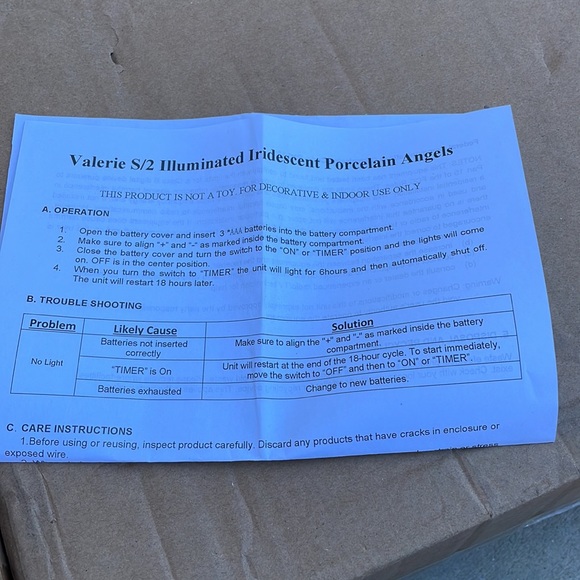 Valerie S/2 Illuminated Iridescent Porcelain Angels
THIS PRODUCT IS NOT A TOY. FOR DECORATIVE & INDOOR USE ONLY
A. OPERATION
1. Open the battery cover and insert 3 *AAA batteries into the battery compartment.
2. Make sure to align "+" and "-" as marked inside the battery compartment.
3. Close the battery cover and turn the switch to the "ON" or "TIMER" position and the lights will come
on. OFF is in the center position.
4. When you turn the switch to "TIMER" the unit will light for 6hours and then automatically shut off.
The unit will restart 18 hours later.
B. TROUBLE SHOOTING
Problem Likely Cause Solution
No Light
Batteries not inserted
correctly
Make sure to align the "+" and "-" as marked inside the battery
compartment.
"TIMER" is On
Unit will restart at the end of the 18-hour cycle. To start immediately,
move the switch to "OFF" and then to "ON" or "TIMER".
Batteries exhausted
Change to new batteries.
C. CARE INSTRUCTIONS
1.Before using or reusing, inspect product carefully. Discard any products that have cracks in enclosure or
exposed wire.